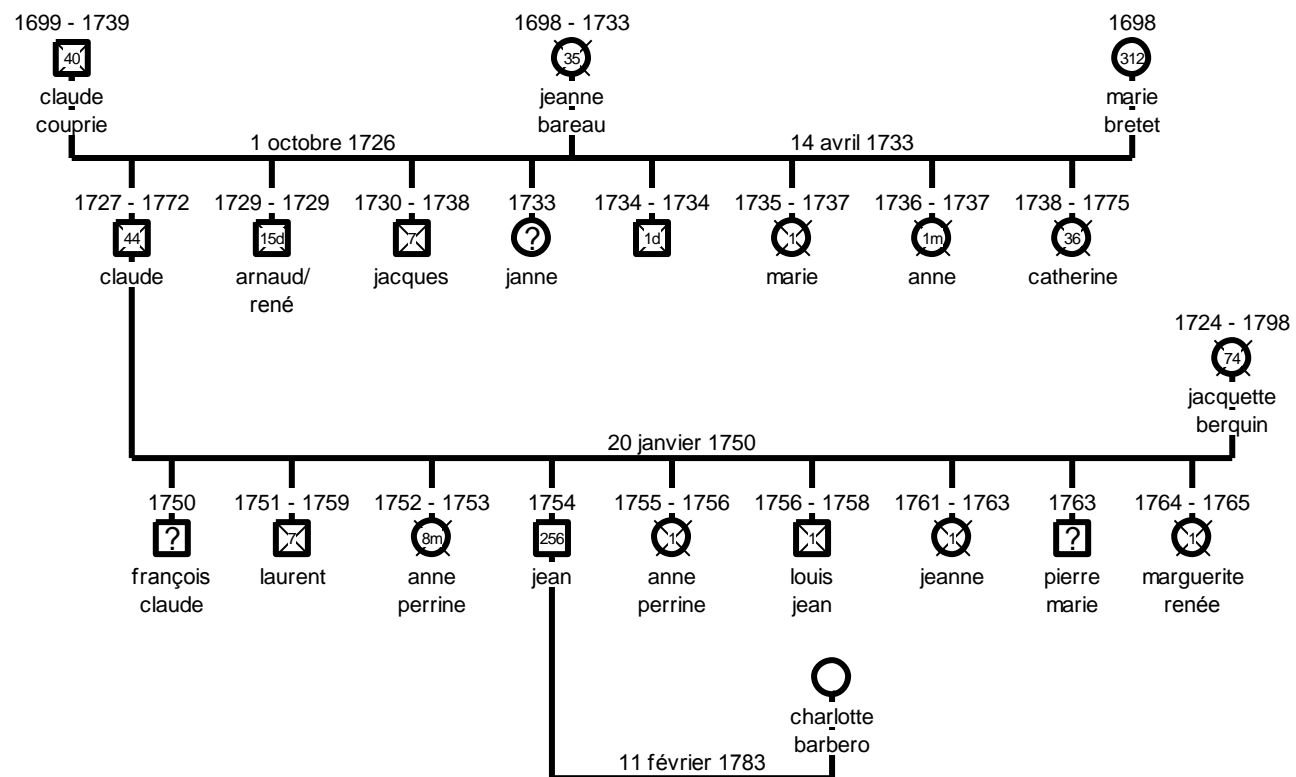 1699 - 1739
1698 - 1733
1698
40
35
312
claude
couprie
jeanne
bareau
marie
bretet
1 octobre 1726
14 avril 1733
1727 - 1772
1729 - 1729
1730 - 1738
1733
1734 - 1734
1735 - 1737
1736 - 1737
1738 - 1775
44
15d
7
?
1d
1
1m
36
claude
arnaud/
rené
jacques
janne
marie
anne
catherine
1724 - 1798
74
jacquette
berquin
20 janvier 1750
1750
1751 - 1759
1752 - 1753
1754
1755 - 1756
1756 - 1758
1761 - 1763
1763
1764 - 1765
?
7
8m
256
1
1
1
?
1
françois
claude
laurent
anne
perrine
jean
anne
perrine
louis
jean
jeanne
pierre
marie
marguerite
renée
charlotte
barbero
11 février 1783